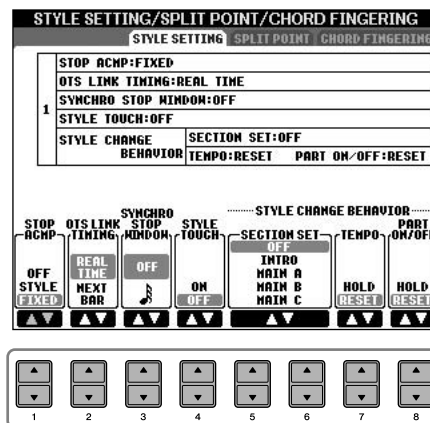 STYLE SETTING/SPLIT POINT/CHORD FINGERING
STYLE SETTING SPLIT POINT CHORD FINGERING
1
STOP ACMP:FIXED
OTS LINK TIMING:REAL TIME
SYNCHRO STOP WINDOW:OFF
STYLE TOUCH:OFF
STYLE CHANGE BEHAVIOR
SECTION SET:OFF
TEMPO:RESET PART ON/OFF:RESET
STYLE CHANGE BEHAVIOR
STOP ACMP
OFF
STYLE
FIXED
OTS LINK TIMING
REAL TIME
NEXT BAR
SYNCHRO STOP WINDOW
OFF
STYLE TOUCH
ON
OFF
SECTION SET
OFF
INTRO
MAIN A
MAIN B
MAIN C
TEMPO
HOLD
RESET
PART ON/OFF
HOLD
RESET
1 2 3 4 5 6 7 8